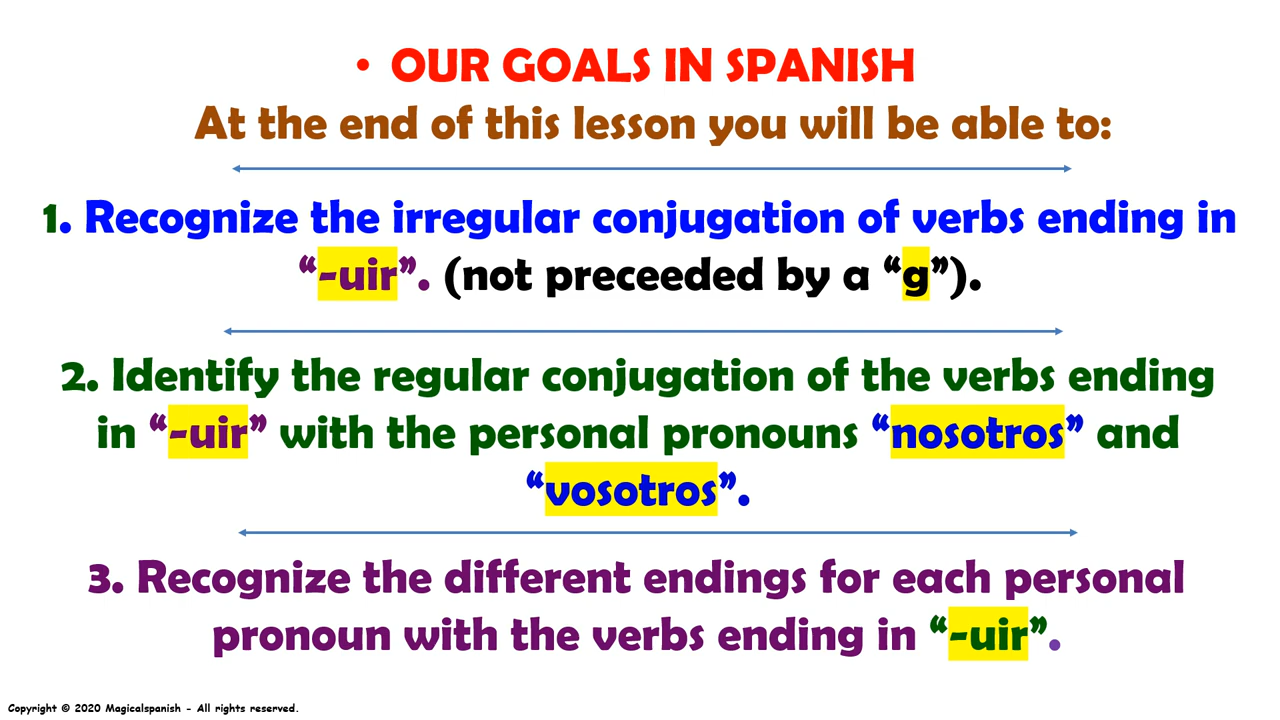 • OUR GOALS IN SPANISH
At the end of this lesson you will be able to:
1. Recognize the irregular conjugation of verbs ending in
“-uir”. (not preceeded by a “g”).
2. Identify the regular conjugation of the verbs ending
in “-uir” with the personal pronouns “nosotros” and
“vosotros”.
3. Recognize the different endings for each personal
pronoun with the verbs ending in “-uir”.
Copyright © 2020 Magicalspanish - All rights reserved.